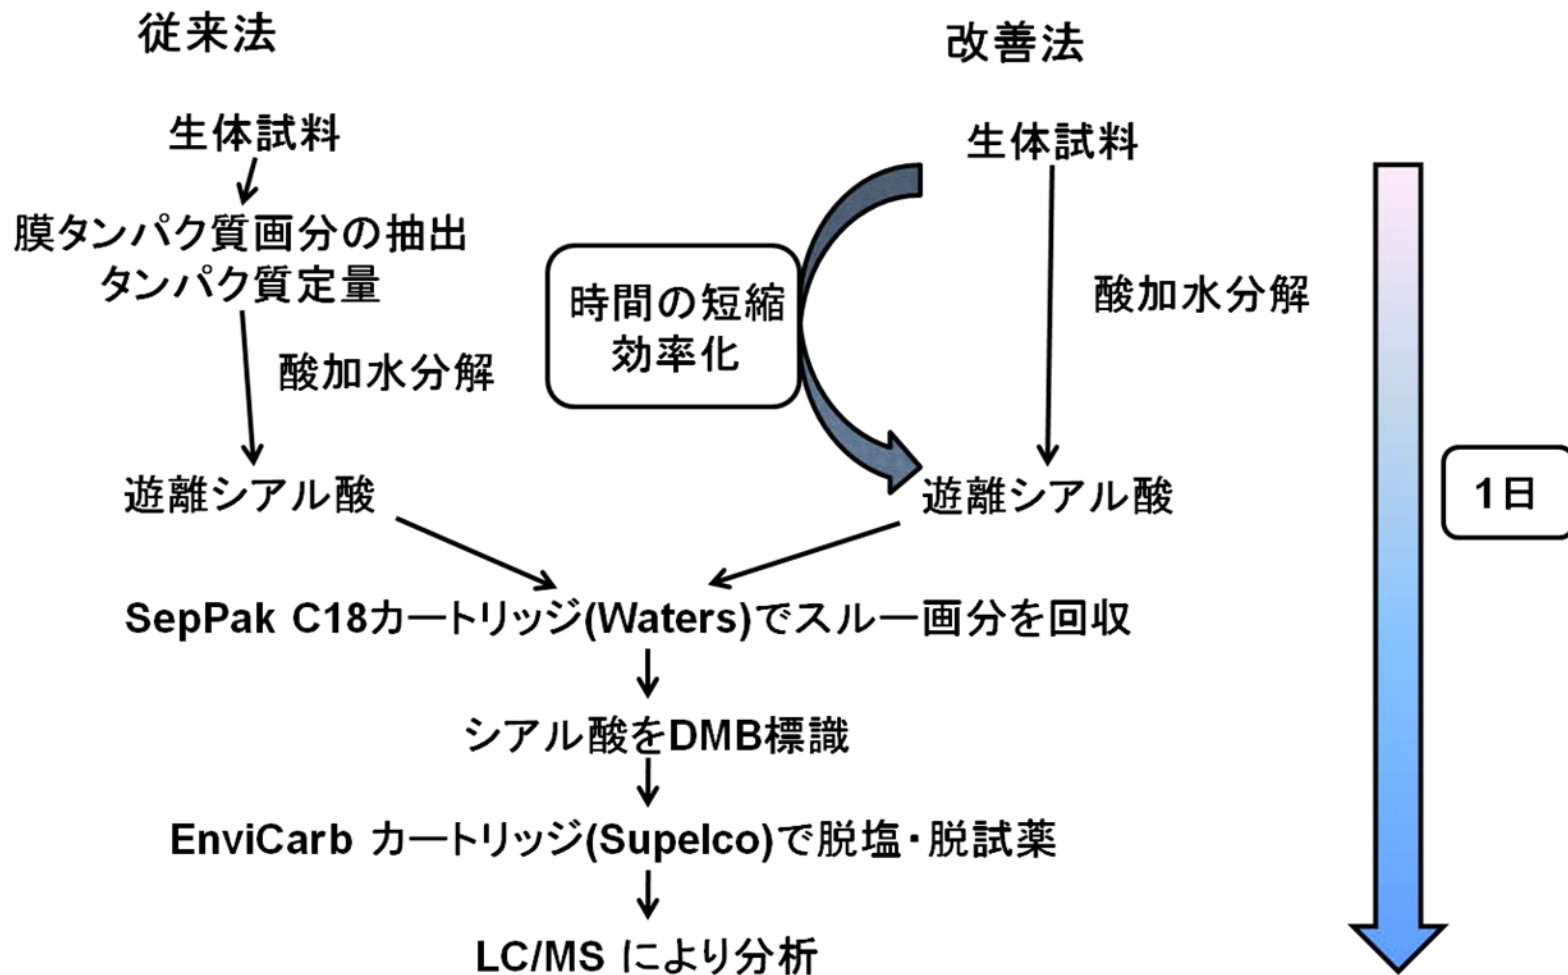 従来法
生体試料
膜タンパク質画分の抽出
タンパク質定量
酸加水分解
遊離シアル酸
改善法
生体試料
時間の短縮
効率化
酸加水分解
遊離シアル酸
1日
SepPak C18カートリッジ(Waters)でスルー画分を回収
シアル酸をDMB標識
EnviCarb カートリッジ(Supelco)で脱塩・脱試薬
LC/MS により分析